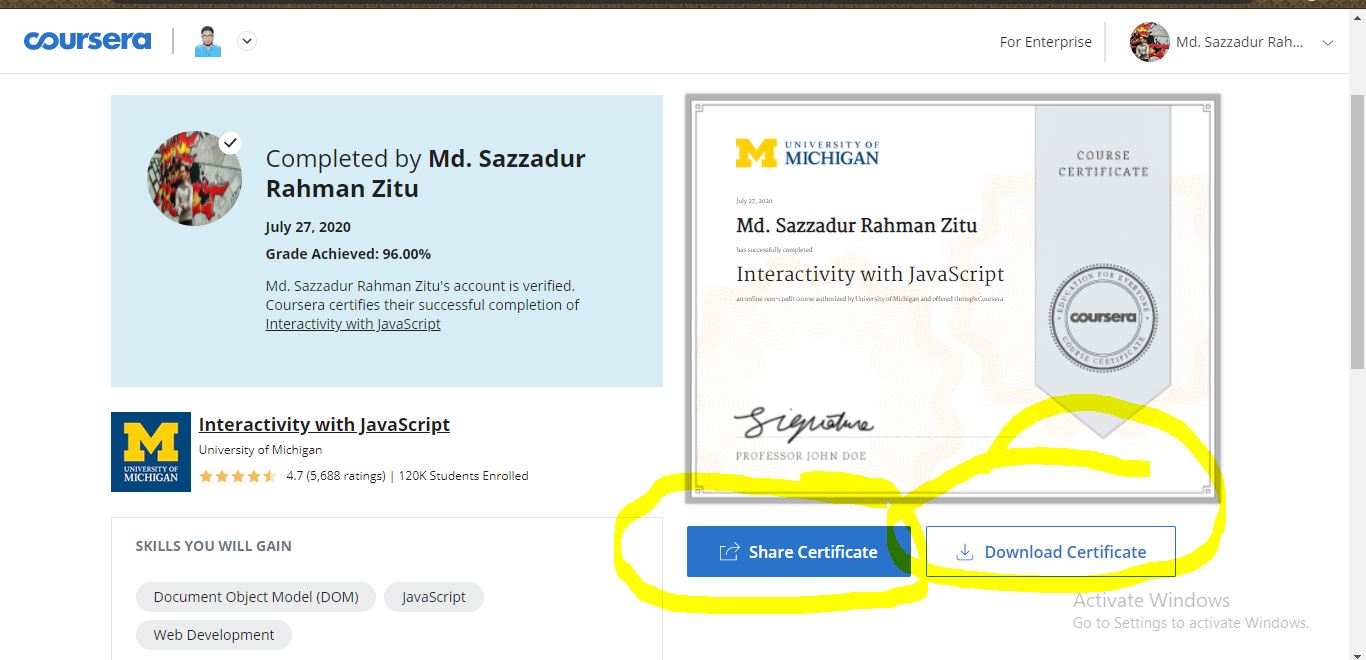 coursera
For Enterprise
Md. Sazzadur Rah...
Completed by Md. Sazzadur
Rahman Zitu
July 27, 2020
Grade Achieved: 96.00%
Md. Sazzadur Rahman Zitu's account is verified.
Coursera certifies their successful completion of
Interactivity with JavaScript
M UNIVERSITY OF
MICHIGAN
Interactivity with JavaScript
University of Michigan
4.7 (5,688 ratings) | 120K Students Enrolled
SKILLS YOU WILL GAIN
Document Object Model (DOM)
JavaScript
Web Development
M UNIVERSITY OF
MICHIGAN
July 27, 2020
Md. Sazzadur Rahman Zitu
has successfully completed
Interactivity with JavaScript
an online non-credit course authorized by University of Michigan and offered through Coursera
COURSE
CERTIFICATE
EDUCATION FOR EVERYONE
coursera
COURSE CERTIFICATE
Signature
PROFESSOR JOHN DOE
Share Certificate
Download Certificate
Activate Windows
Go to Settings to activate Windows.